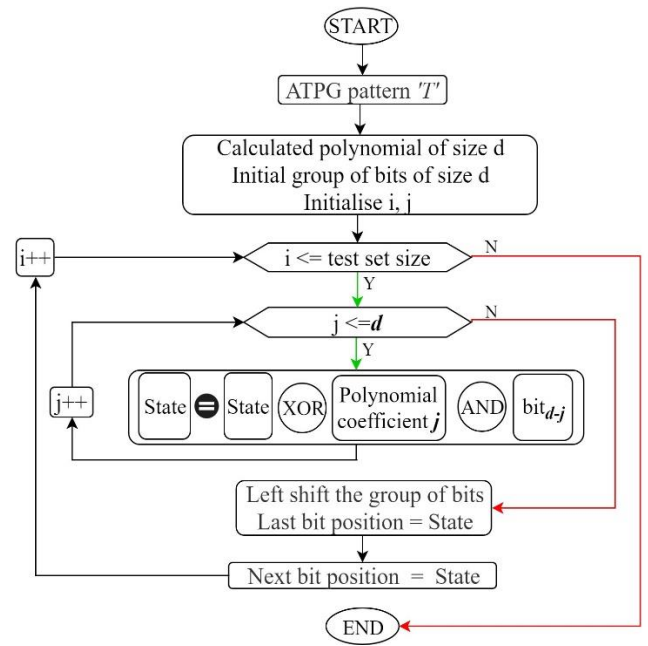 START
ATPG pattern 'T'
Calculated polynomial of size d
Initial group of bits of size d
Initialise i, j
i++
i <= test set size
N
Y
j <=d
N
Y
j++
State = State XOR Polynomial coefficient j AND bit d-j
Left shift the group of bits
Last bit position = State
Next bit position = State
END